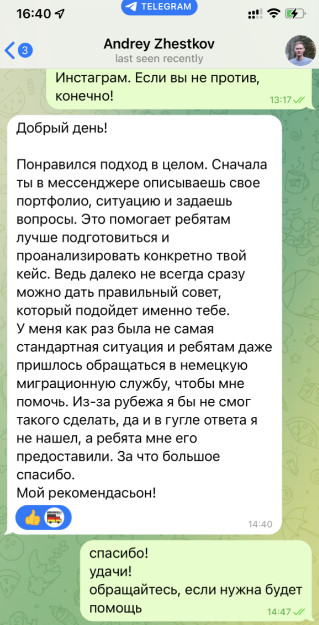 TELEGRAM
16:40
3
Andrey Zhestkov
last seen recently
Инстаграм. Если вы не против,
конечно!
13:17
Добрый день!
Понравился подход в целом. Сначала
ты в мессенджере описываешь свое
портфолио, ситуацию и задаешь
вопросы. Это помогает ребятам
лучше подготовиться и
проанализировать конкретно твой
кейс. Ведь далеко не всегда сразу
можно дать правильный совет,
который подойдет именно тебе.
У меня как раз была не самая
стандартная ситуация и ребятам даже
пришлось обращаться в немецкую
миграционную службу, чтобы мне
помочь. Из-за рубежа я бы не смог
такого сделать, да и в гугле ответа я
не нашел, а ребята мне его
предоставили. За что большое
спасибо.
Мой рекомендасьон!
14:40
спасибо!
удачи!
обращайтесь, если нужна будет
помощь
14:47